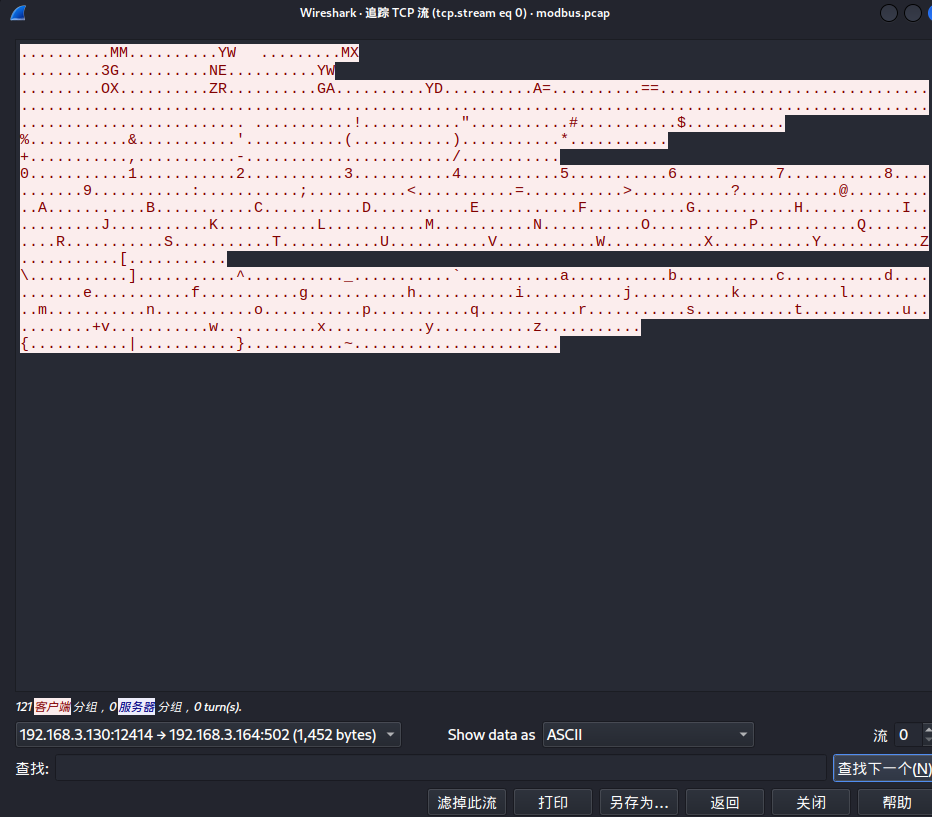 Wireshark · 追踪 TCP 流 (tcp.stream eq 0) · modbus.pcap
..........MM..........YW   .........MX
.........3G..........NE..........YW
.........OX..........ZR..........GA..........YD..........A=..........==.............................
.....................................................................................................
......................... ...........!..........."...........#...........$...........
%...........&...........'...........(...........)...........*...........
+...........,...........-......................./...........
0...........1...........2...........3...........4...........5...........6...........7...........8....
.......9...........:...........;...........<...........=...........>...........?...........@.........
..A...........B...........C...........D...........E...........F...........G...........H...........I..
.........J...........K...........L...........M...........N...........O...........P...........Q.......
....R...........S...........T...........U...........V...........W...........X...........Y...........Z
...........[...........
\...........]...........^..........._...........`...........a...........b...........c...........d....
.......e...........f...........g...........h...........i...........j...........k...........l.........
..m...........n...........o...........p...........q...........r...........s...........t...........u..
........+v...........w...........x...........y...........z...........
{...........|...........}...........~.......................
121 客户端 分组，0 服务器 分组，0 turn(s).
192.168.3.130:12414 → 192.168.3.164:502 (1,452 bytes)
Show data as
ASCII
流
0
查找:
查找下一个(N)
滤掉此流
打印
另存为…
返回
关闭
帮助